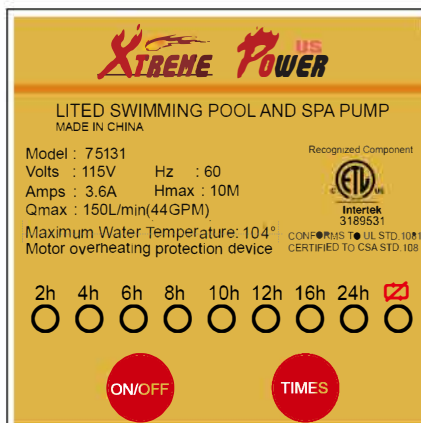 XTREME POWER US
LITED SWIMMING POOL AND SPA PUMP
MADE IN CHINA
Model : 75131
Volts : 115V Hz : 60
Amps : 3.6A Hmax : 10M
Qmax : 150L/min(44GPM)
Maximum Water Temperature: 104°
Motor overheating protection device
Recognized Component
C ETL US
Intertek
3189531
CONFORMS TO UL STD.1081
CERTIFIED TO CSA STD.108
2h 4h 6h 8h 10h 12h 16h 24h
ON/OFF TIMES